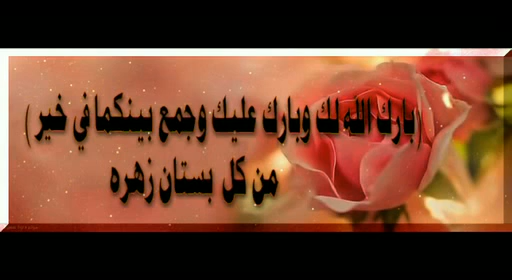 (بارك الله لك وبارك عليك وجمع بينكما في خير )
من كل بستان زهره